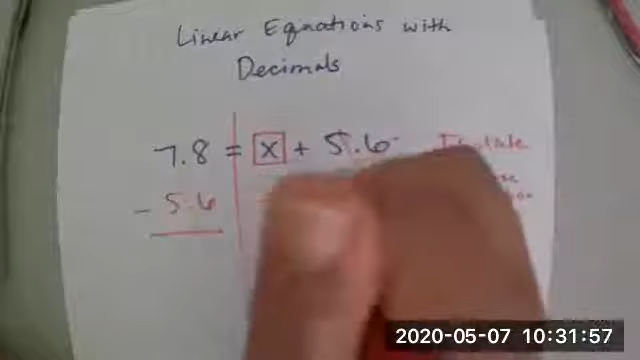 Linear Equations with
Decimals
7.8 = x + 5.6
- 5.6
2020-05-07 10:31:57